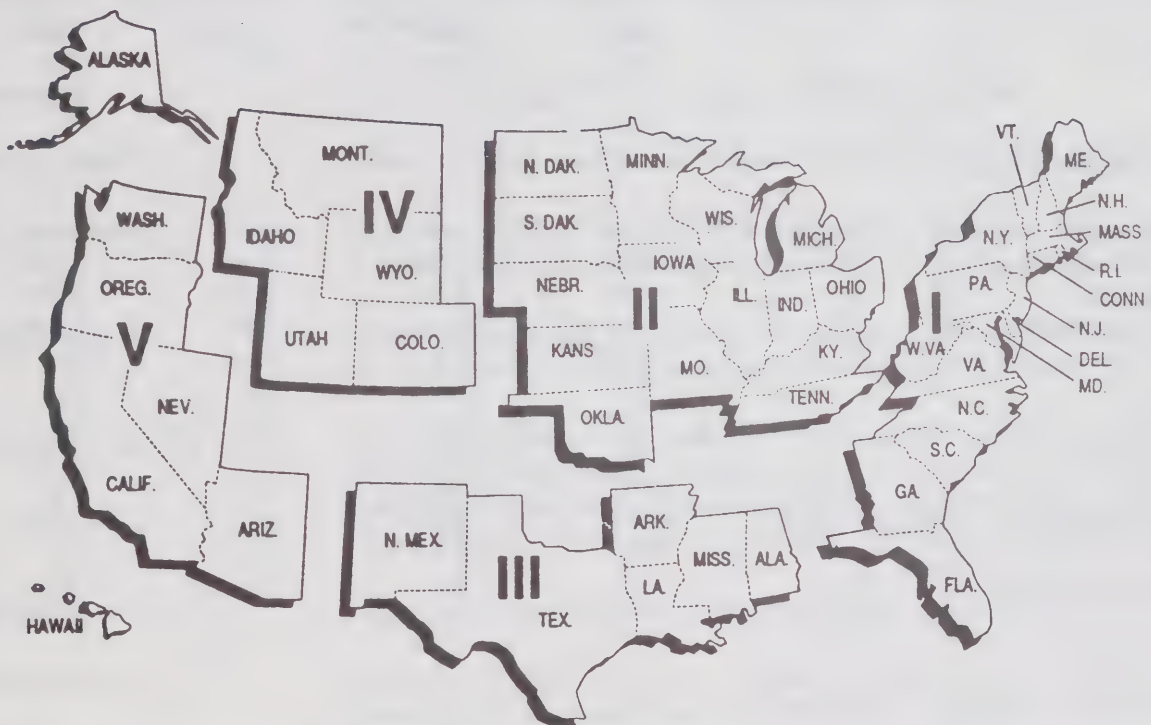 ALASKA
WASH.
OREG.
V
NEV.
CALIF.
ARIZ.
HAWAII
MONT.
IV
IDAHO
WYO.
UTAH
COLO.
N. DAK.
MINN.
S. DAK.
WIS.
MICH.
NEBR.
IOWA
II
ILL.
IND.
OHIO
KANS
MO.
KY.
TENN.
OKLA.
N. MEX.
III
TEX.
ARK.
LA.
MISS.
ALA.
VT.
ME.
N.H.
MASS
N.Y.
R.I.
CONN
PA.
I
N.J.
DEL
MD.
W.VA
VA.
N.C.
S.C.
GA.
FLA.